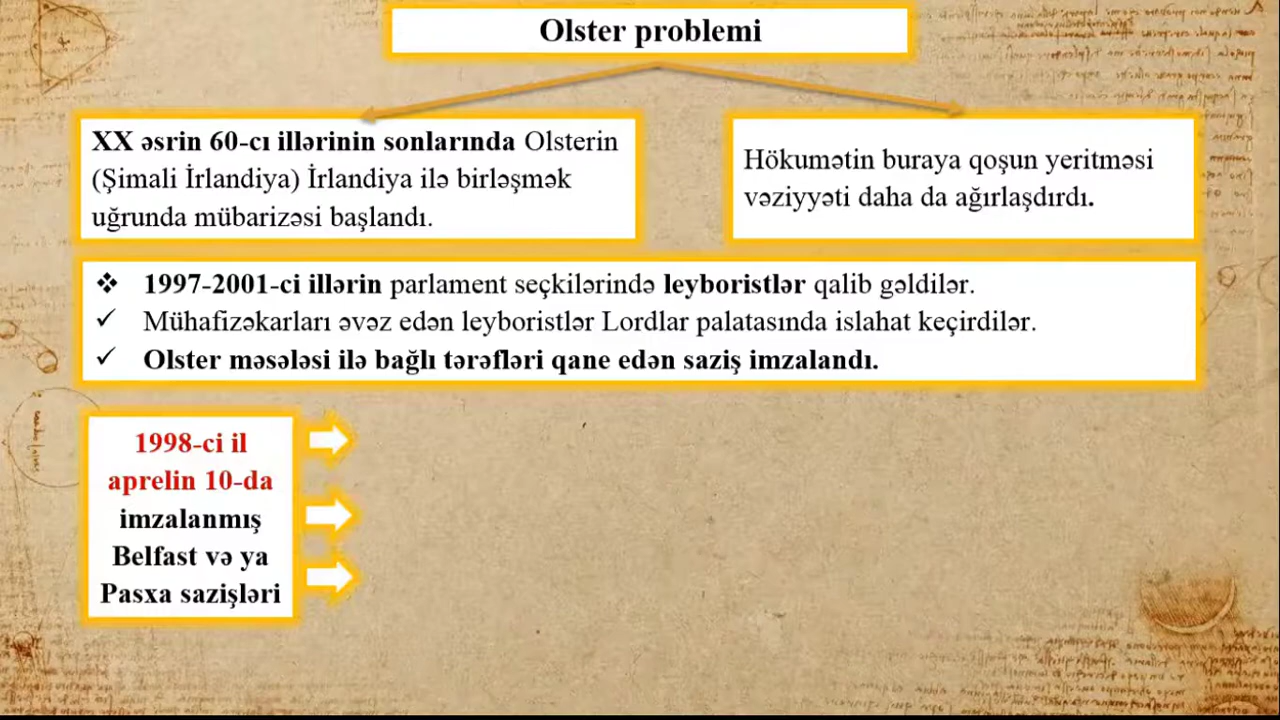 Olster problemi
XX əsrin 60-cı illərinin sonlarında Olsterin
(Şimali İrlandiya) İrlandiya ilə birləşmək
uğrunda mübarizəsi başlandı.
Hökumətin buraya qoşun yeritməsi
vəziyyəti daha da ağırlaşdırdı.
❖ 1997-2001-ci illərin parlament seçkilərində leyboristlər qalib gəldilər.
✓ Mühafizəkarları əvəz edən leyboristlər Lordlar palatasında islahat keçirdilər.
✓ Olster məsələsi ilə bağlı tərəfləri qane edən saziş imzalandı.
1998-ci il
aprelin 10-da
imzalanmış
Belfast və ya
Pasxa sazişləri